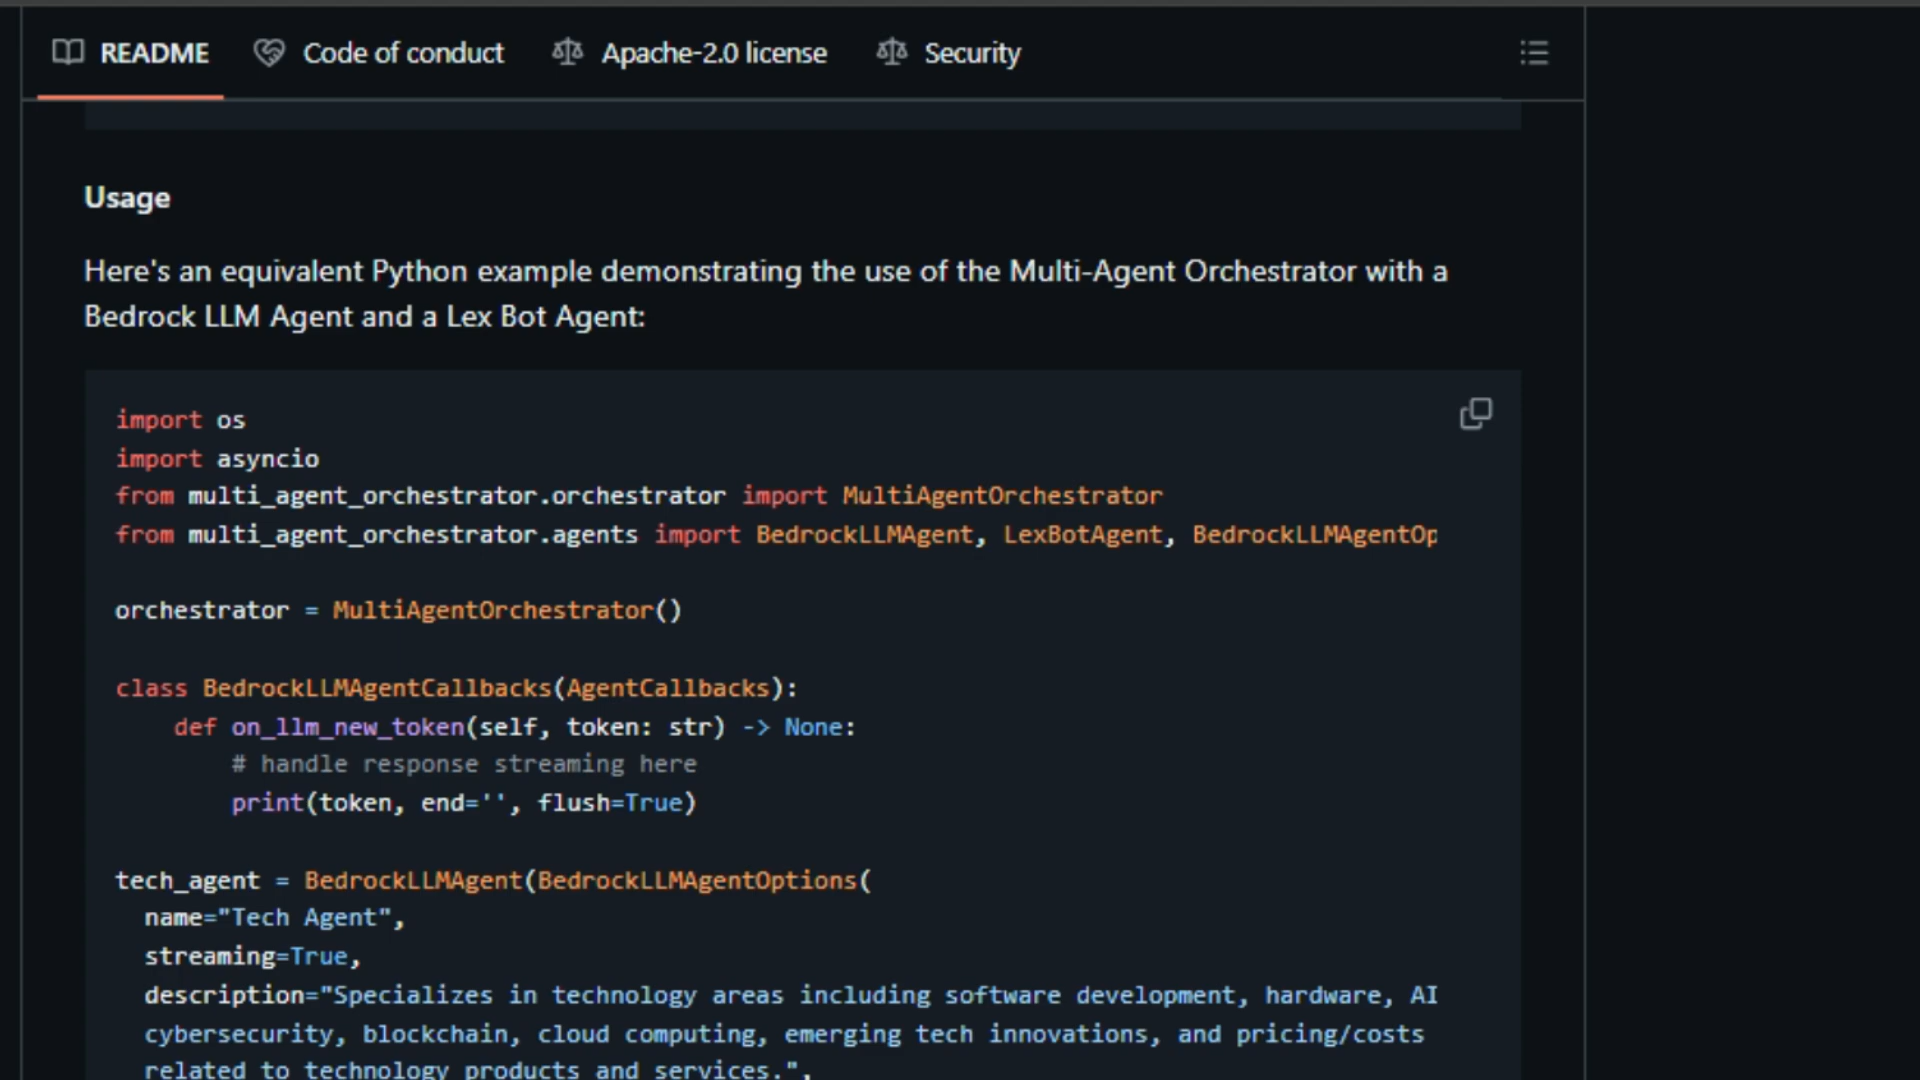 README Code of conduct Apache-2.0 license Security
Usage
Here's an equivalent Python example demonstrating the use of the Multi-Agent Orchestrator with a
Bedrock LLM Agent and a Lex Bot Agent:
import os
import asyncio
from multi_agent_orchestrator.orchestrator import MultiAgentOrchestrator
from multi_agent_orchestrator.agents import BedrockLLMAgent, LexBotAgent, BedrockLLMAgentOp
orchestrator = MultiAgentOrchestrator()
class BedrockLLMAgentCallbacks(AgentCallbacks):
    def on_llm_new_token(self, token: str) -> None:
        # handle response streaming here
        print(token, end='', flush=True)
tech_agent = BedrockLLMAgent(BedrockLLMAgentOptions(
  name="Tech Agent",
  streaming=True,
  description="Specializes in technology areas including software development, hardware, AI
  cybersecurity, blockchain, cloud computing, emerging tech innovations, and pricing/costs
  related to technology products and services.",